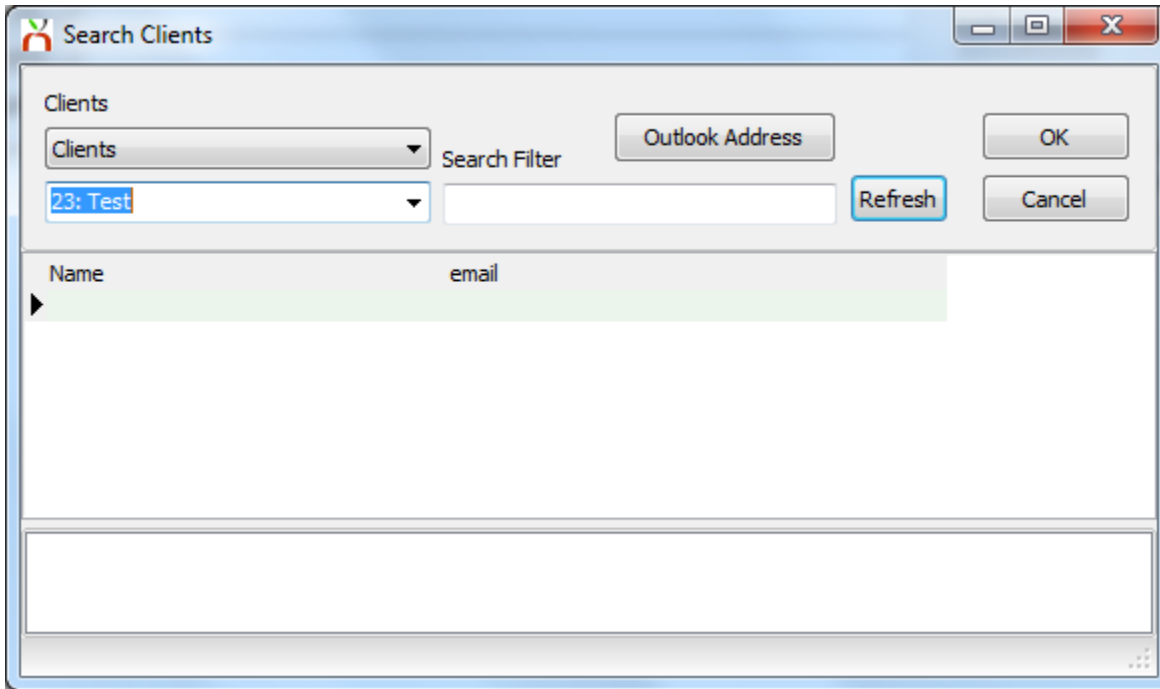 Search Clients
Clients
Clients
Outlook Address
OK
Search Filter
23: Test
Refresh
Cancel
Name email